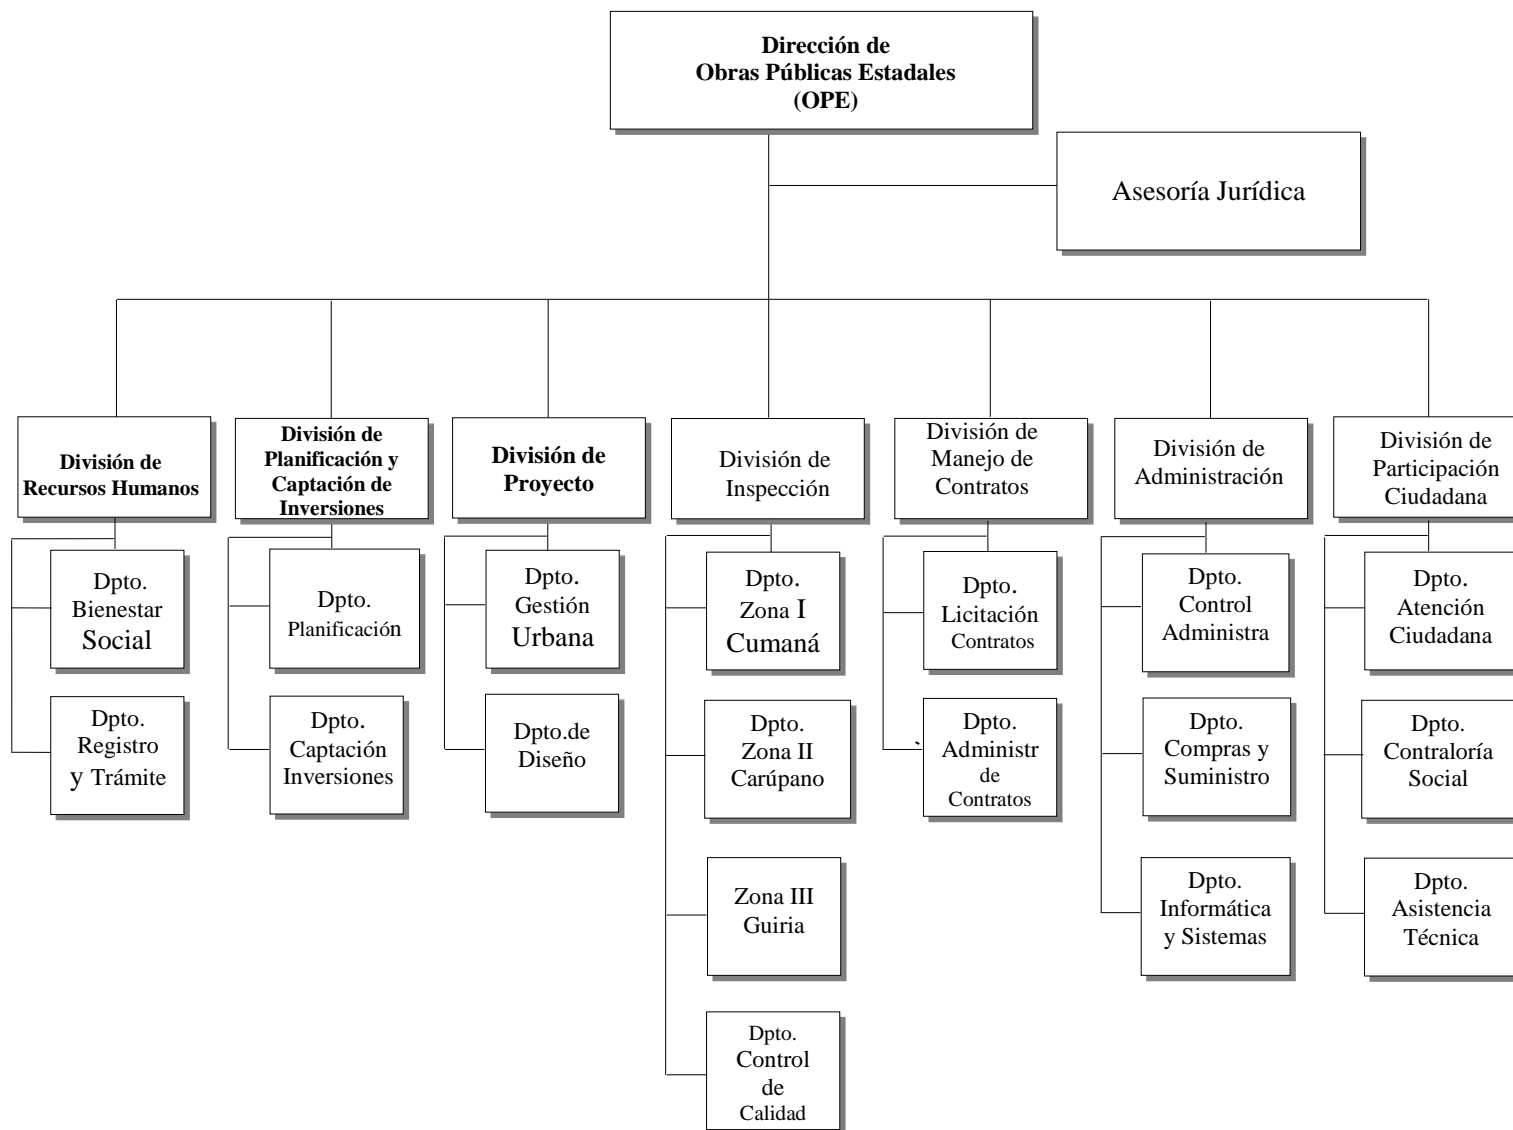 Dirección de
Obras Públicas Estadales
(OPE)
Asesoría Jurídica
División de
Recursos Humanos
División de
Planificación y
Captación de
Inversiones
División de
Proyecto
División de
Inspección
División de
Manejo de
Contratos
División de
Administración
División de
Participación
Ciudadana
Dpto.
Bienestar
Social
Dpto.
Planificación
Dpto.
Gestión
Urbana
Dpto.
Zona I
Cumaná
Dpto.
Licitación
Contratos
Dpto.
Control
Administra
Dpto.
Atención
Ciudadana
Dpto.
Registro
y Trámite
Dpto.
Captación
Inversiones
Dpto.de
Diseño
Dpto.
Zona II
Carúpano
Dpto.
Administr
de
Contratos
Dpto.
Compras y
Suministro
Dpto.
Contraloría
Social
Zona III
Guiria
Dpto.
Informática
y Sistemas
Dpto.
Asistencia
Técnica
Dpto.
Control
de
Calidad